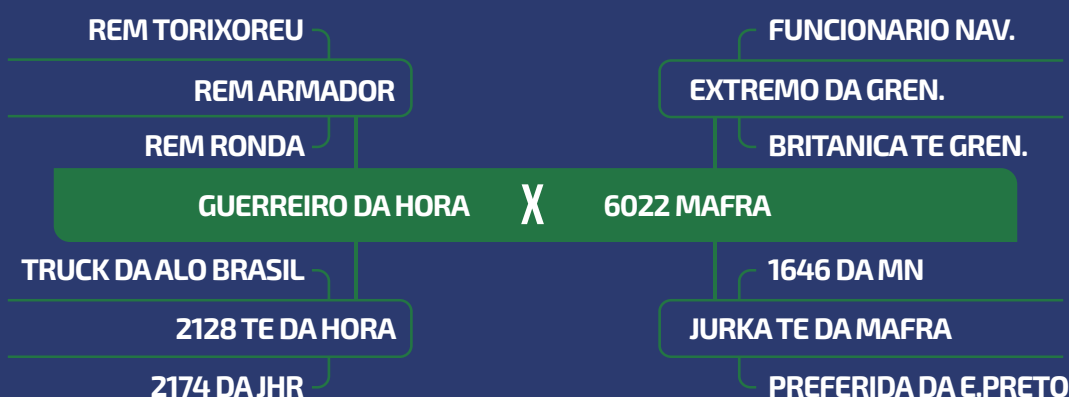 REM TORIXOREU
FUNCIONARIO NAV.
REM ARMADOR
EXTREMO DA GREN.
REM RONDA
BRITANICA TE GREN.
GUERREIRO DA HORA X 6022 MAFRA
TRUCK DA ALO BRASIL
1646 DA MN
2128 TE DA HORA
JURKA TE DA MAFRA
2174 DA JHR
PREFERIDA DA E.PRETO